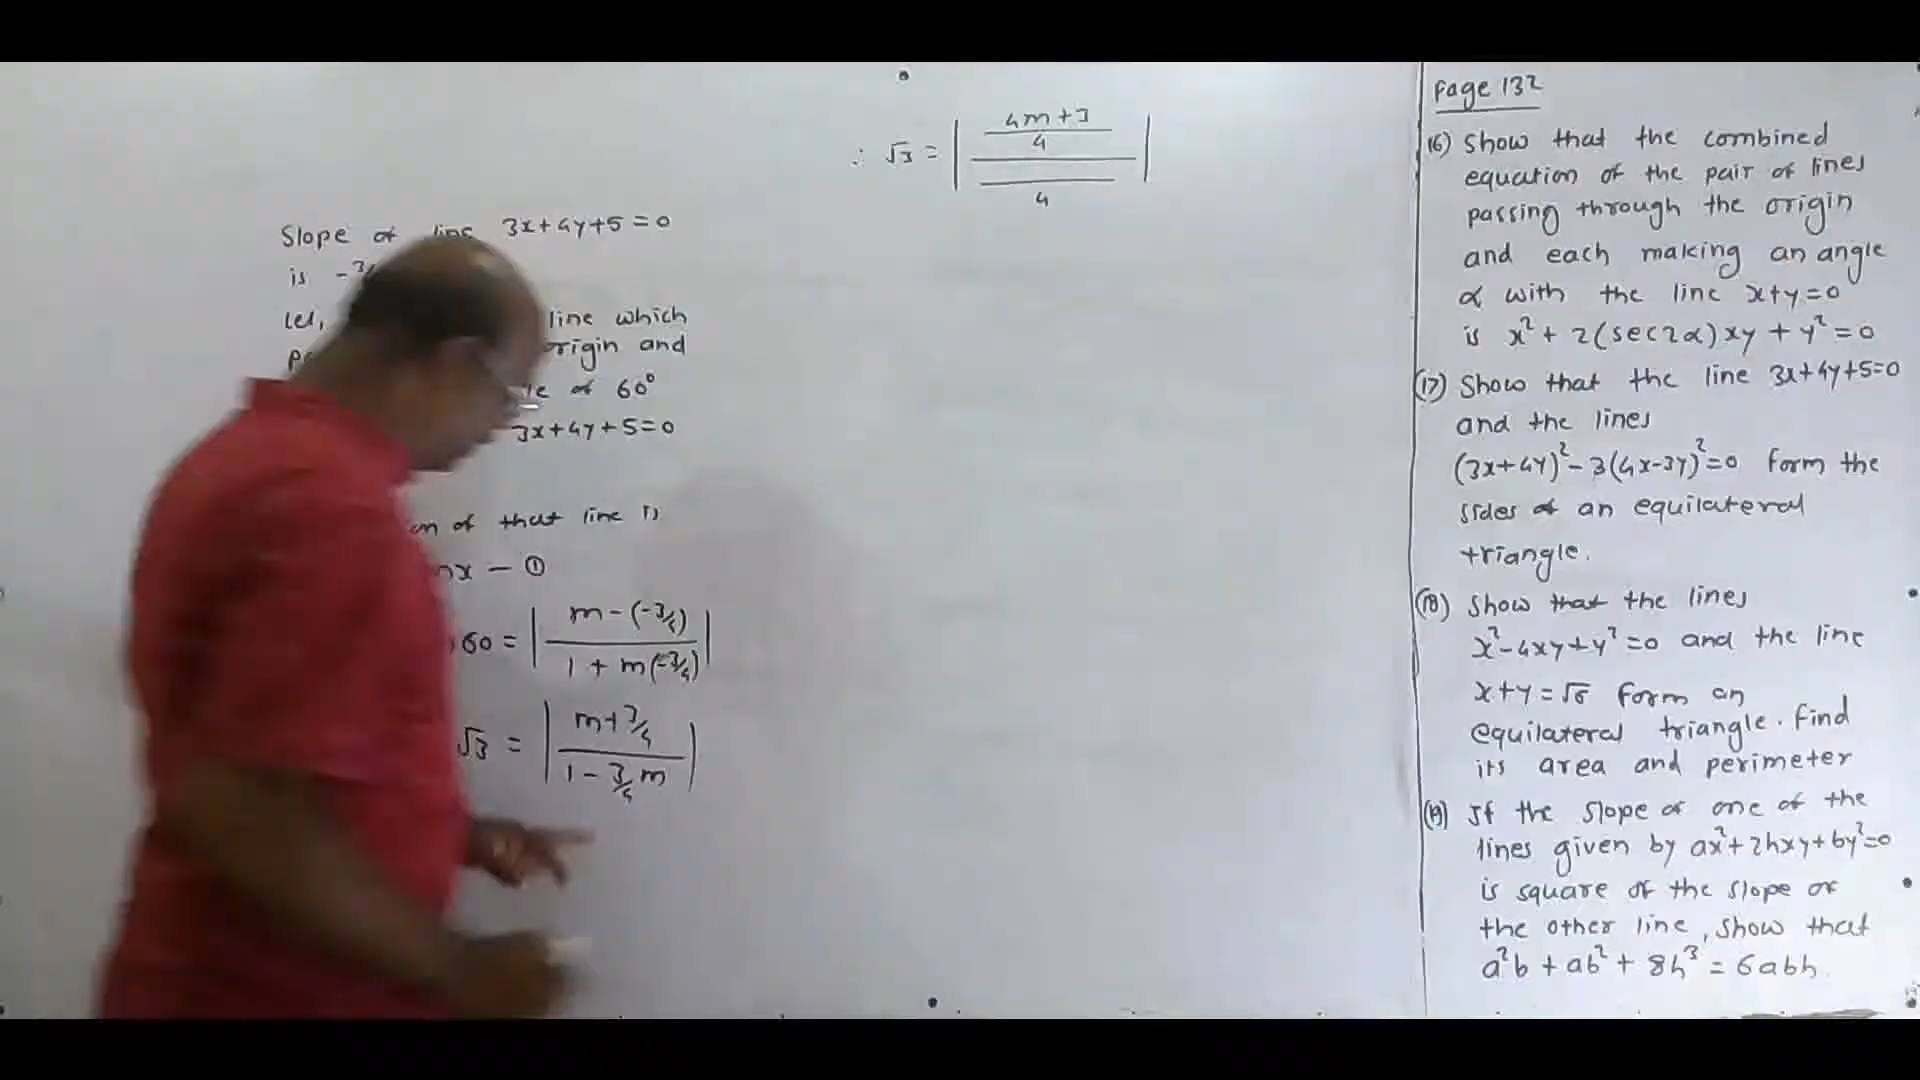 Slope of line 3x+4y+5=0
is -3/
Let, line which
origin and
of 60°
3x+4y+5=0
of that line is
x — ①
60 = | m-(-3/4) / 1 + m(-3/4) |
√3 = | m+3/4 / 1 - 3/4 m |
∴ √3 = | 4m+3 / 4 / / 4 |
Page 132
16) Show that the combined
equation of the pair of lines
passing through the origin
and each making an angle
α with the line x+y=0
is x²+ 2(sec2α)xy + y²=0
(17) Show that the line 3x+4y+5=0
and the lines
(3x+4y)²-3(4x-3y)²=0 form the
sides of an equilateral
triangle.
(18) Show that the lines
x²-4xy+y²=0 and the line
x+y=√6 form an
equilateral triangle. Find
its area and perimeter
(19) If the slope of one of the
lines given by ax²+2hxy+by²=0
is square of the slope of
the other line, show that
a²b + ab² + 8h³ = 6abh.